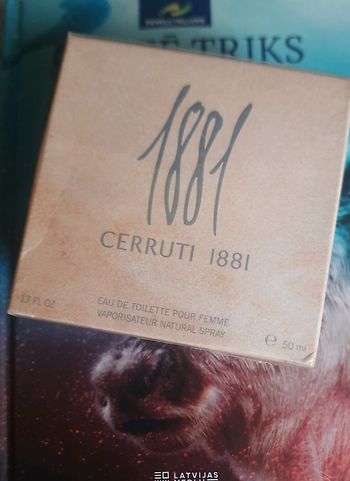 TRIKS
1881
CERRUTI 1881
1.7 FL OZ
EAU DE TOILETTE POUR FEMME
VAPORISATEUR NATURAL SPRAY
e 50 ml
LATVIJAS